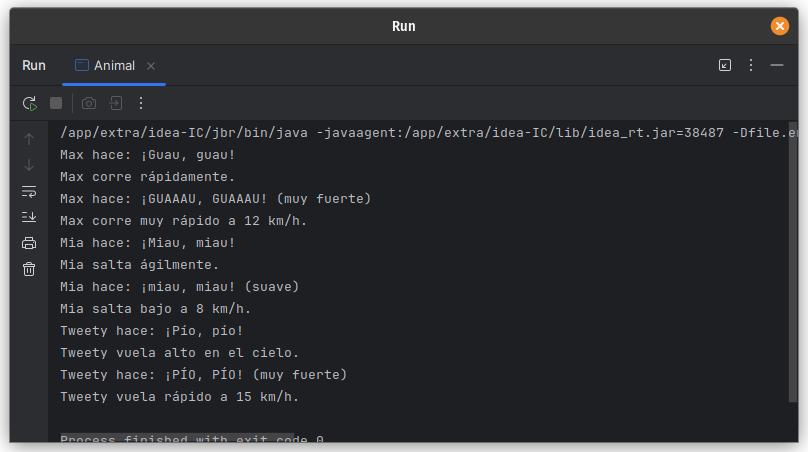 Run
Run Animal
/app/extra/idea-IC/jbr/bin/java -javaagent:/app/extra/idea-IC/lib/idea_rt.jar=38487 -Dfile.en
Max hace: ¡Guau, guau!
Max corre rápidamente.
Max hace: ¡GUAAAU, GUAAAU! (muy fuerte)
Max corre muy rápido a 12 km/h.
Mia hace: ¡Miau, miau!
Mia salta ágilmente.
Mia hace: ¡miau, miau! (suave)
Mia salta bajo a 8 km/h.
Tweety hace: ¡Pío, pío!
Tweety vuela alto en el cielo.
Tweety hace: ¡PÍO, PÍO! (muy fuerte)
Tweety vuela rápido a 15 km/h.
Process finished with exit code 0